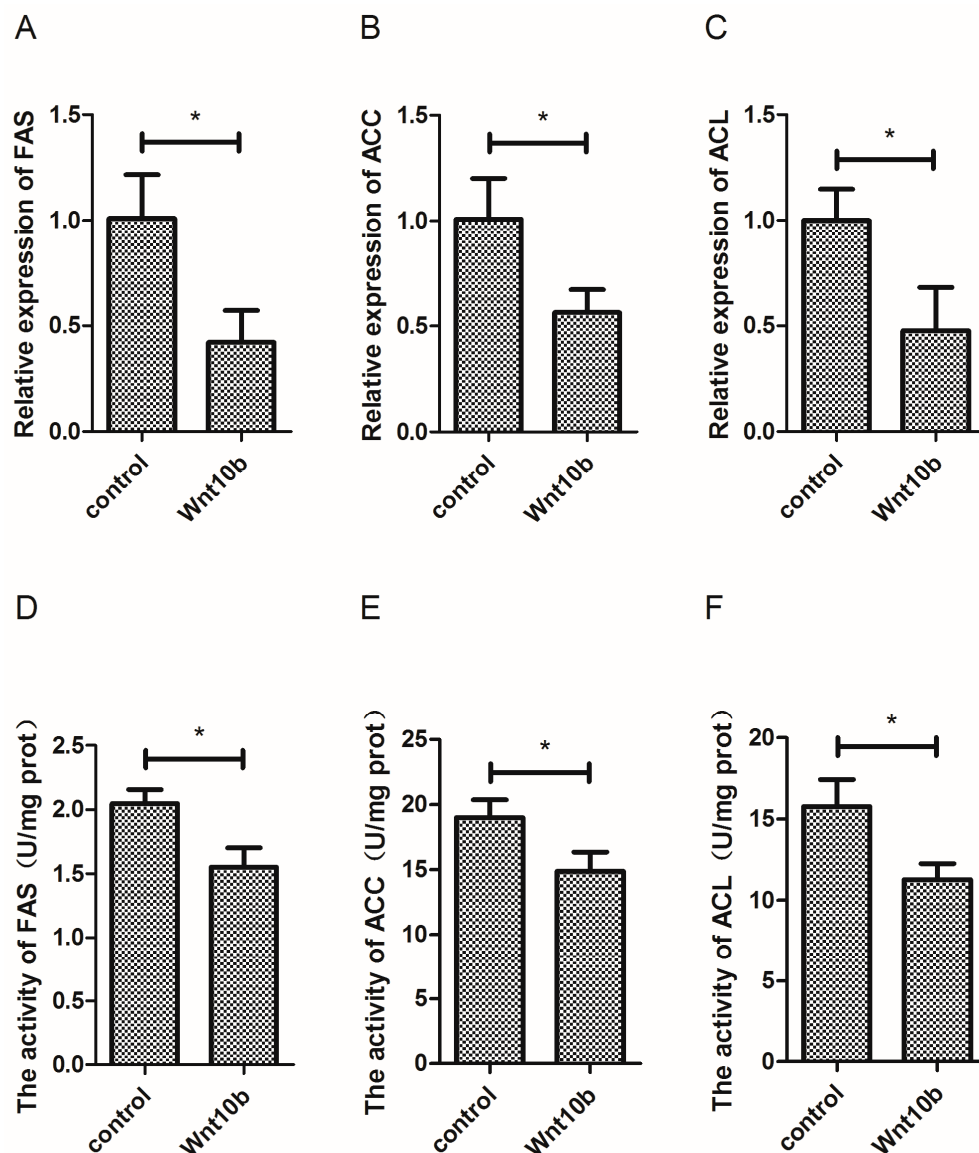 A
B
C
Relative expression of FAS
1.5
1.0
0.5
0.0
*
control
Wnt10b
Relative expression of ACC
1.5
1.0
0.5
0.0
*
control
Wnt10b
Relative expression of ACL
1.5
1.0
0.5
0.0
*
control
Wnt10b
D
E
F
The activity of FAS（U/mg prot）
2.5
2.0
1.5
1.0
0.5
0.0
*
control
Wnt10b
The activity of ACC（U/mg prot）
25
20
15
10
5
0
*
control
Wnt10b
The activity of ACL（U/mg prot）
20
15
10
5
0
*
control
Wnt10b